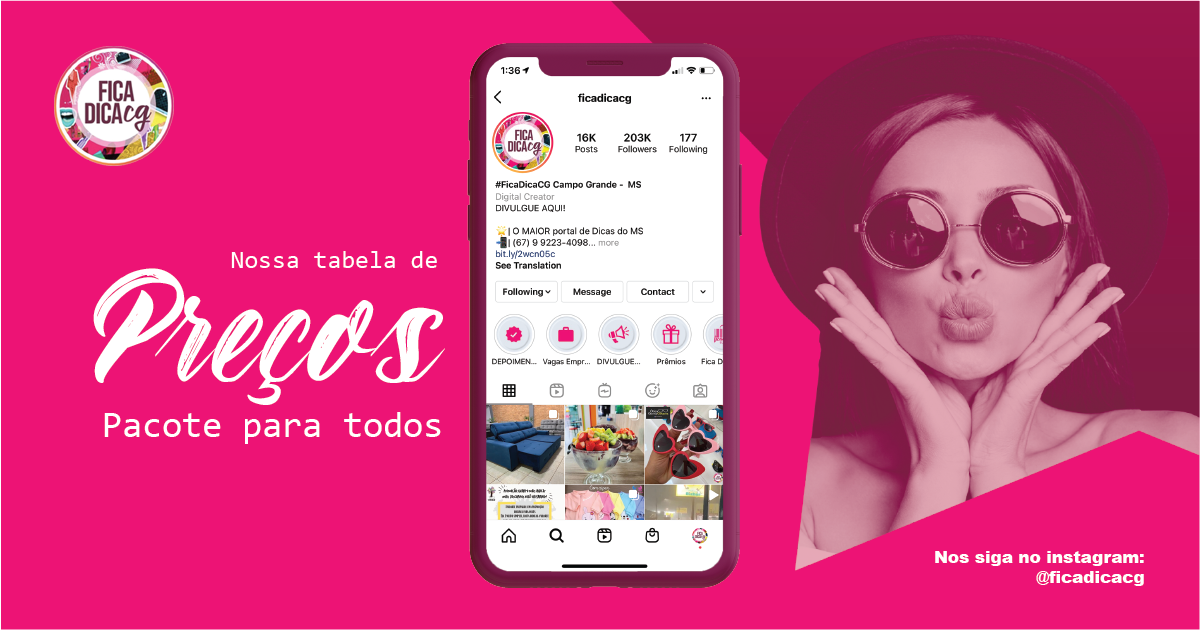 FICA
DICAcg
Nossa tabela de
Preços
Pacote para todos
1:36
ficadicacg
FICA
DICAcg
16K
203K
177
Posts
Followers
Following
#FicaDicaCG Campo Grande - MS
Digital Creator
DIVULGUE AQUI!
| O MAIOR portal de Dicas do MS
| (67) 9 9223-4098... more
bit.ly/2wcn05c
See Translation
Following
Message
Contact
DEPOIMEN...
Vagas Empr...
DIVULGUE...
Prêmios
Fica D
Nos siga no instagram:
@ficadicacg